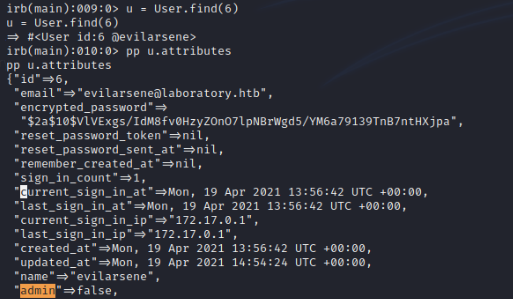 irb(main):009:0> u = User.find(6)
u = User.find(6)
=> #<User id:6 @evilarsene>
irb(main):010:0> pp u.attributes
pp u.attributes
{"id"=>6,
"email"=>"evilarsene@laboratory.htb",
"encrypted_password"=>
"$2a$10$VlVExgs/IdM8fv0HzyZOnO7lpNBrWgd5/YM6a79139TnB7ntHXjpa",
"reset_password_token"=>nil,
"reset_password_sent_at"=>nil,
"remember_created_at"=>nil,
"sign_in_count"=>1,
"current_sign_in_at"=>Mon, 19 Apr 2021 13:56:42 UTC +00:00,
"last_sign_in_at"=>Mon, 19 Apr 2021 13:56:42 UTC +00:00,
"current_sign_in_ip"=>"172.17.0.1",
"last_sign_in_ip"=>"172.17.0.1",
"created_at"=>Mon, 19 Apr 2021 13:56:42 UTC +00:00,
"updated_at"=>Mon, 19 Apr 2021 14:54:24 UTC +00:00,
"name"=>"evilarsene",
"admin"=>false,